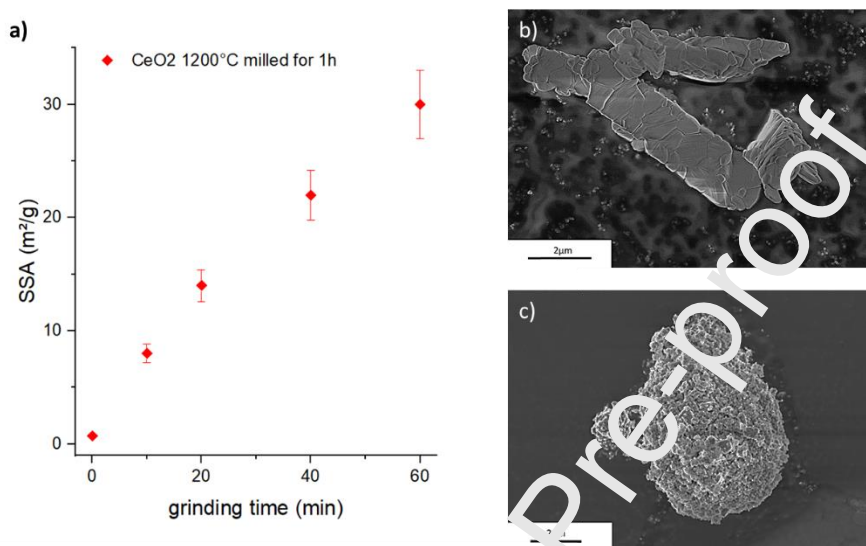 a)
CeO2 1200°C milled for 1h
30
20
10
0
SSA (m²/g)
0 20 40 60
grinding time (min)
b)
2μm
c)
Pre-proof